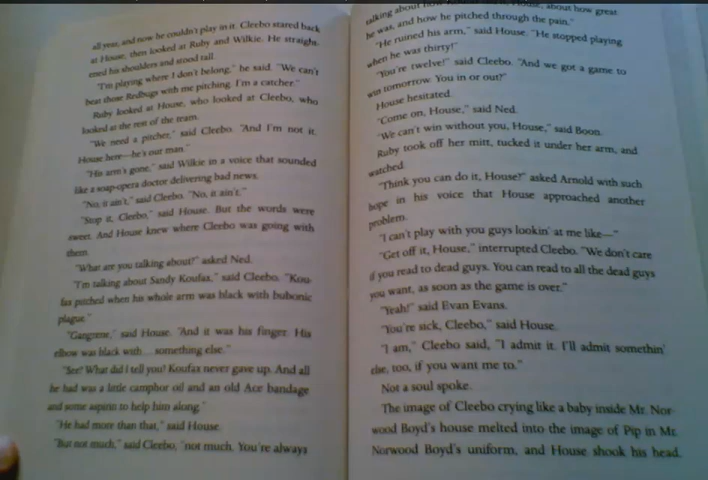 all year, and now he couldn't play in it. Cleebo stared back
at House, then looked at Ruby and Wilkie. He straight-
ened his shoulders and stood tall.
"I'm playing where I don't belong," he said. "We can't
beat those Redbugs with me pitching. I'm a catcher."
Ruby looked at House, who looked at Cleebo, who
looked at the rest of the team.
"We need a pitcher," said Cleebo. "And I'm not it.
House here—he's our man."
"His arm's gone," said Wilkie in a voice that sounded
like a soap-opera doctor delivering bad news.
"No, it ain't," said Cleebo. "No, it ain't."
"Stop it, Cleebo," said House. But the words were
sweet. And House knew where Cleebo was going with
them.
"What are you talking about?" asked Ned.
"I'm talking about Sandy Koufax," said Cleebo. "Kou-
fax pitched when his whole arm was black with bubonic
plague."
"Gangrene," said House. "And it was his finger. His
elbow was black with . . . something else."
"See? What did I tell you? Koufax never gave up. And all
he had was a little camphor oil and an old Ace bandage
and some aspirin to help him along."
"He had more than that," said House.
"But not much," said Cleebo, "not much. You're always
talking about how about how great
he was, and how he pitched through the pain."
"He ruined his arm," said House. "He stopped playing
when he was thirty!"
"You're twelve!" said Cleebo. "And we got a game to
win tomorrow. You in or out?"
House hesitated.
"Come on, House," said Ned.
"We can't win without you, House," said Boon.
Ruby took off her mitt, tucked it under her arm, and
watched.
"Think you can do it, House?" asked Arnold with such
hope in his voice that House approached another
problem.
"I can't play with you guys lookin' at me like—"
"Get off it, House," interrupted Cleebo. "We don't care
if you read to dead guys. You can read to all the dead guys
you want, as soon as the game is over."
"Yeah!" said Evan Evans.
"You're sick, Cleebo," said House.
"I am," Cleebo said, "I admit it. I'll admit somethin'
else, too, if you want me to."
Not a soul spoke.
The image of Cleebo crying like a baby inside Mr. Nor-
wood Boyd's house melted into the image of Pip in Mr.
Norwood Boyd's uniform, and House shook his head.